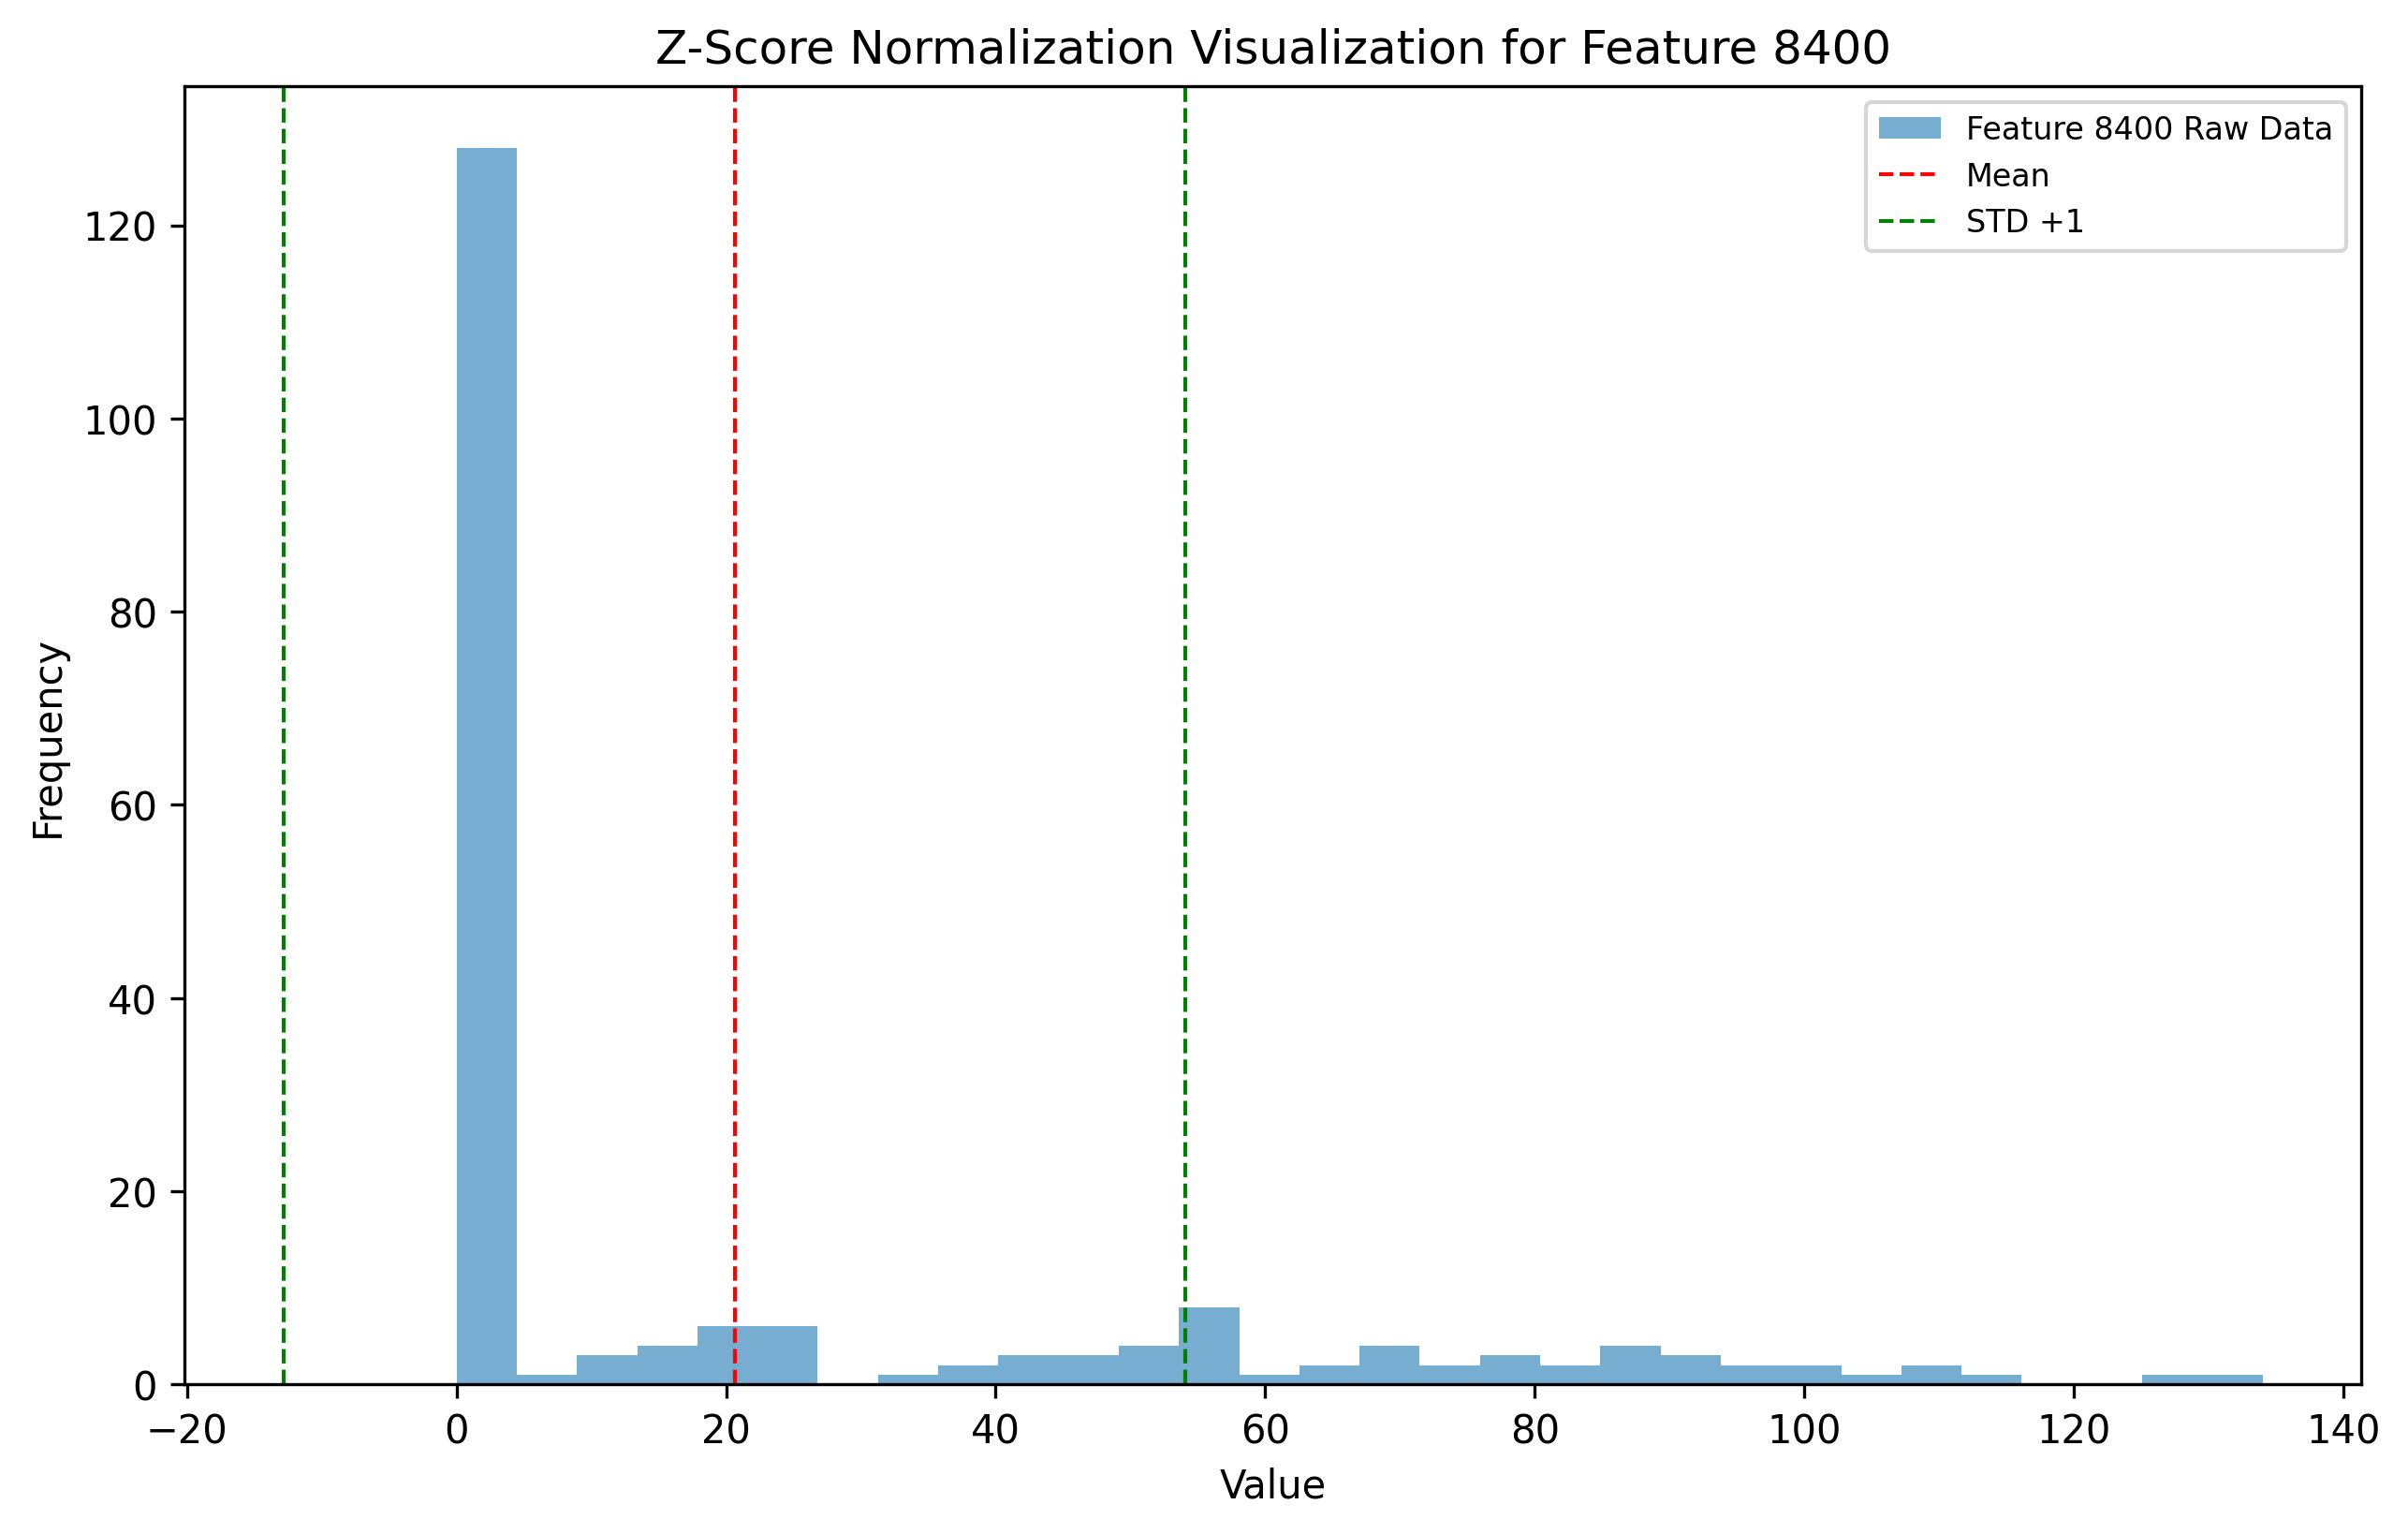 Z-Score Normalization Visualization for Feature 8400
Feature 8400 Raw Data
Mean
STD +1
Frequency
120
100
80
60
40
20
0
−20 0 20 40 60 80 100 120 140
Value